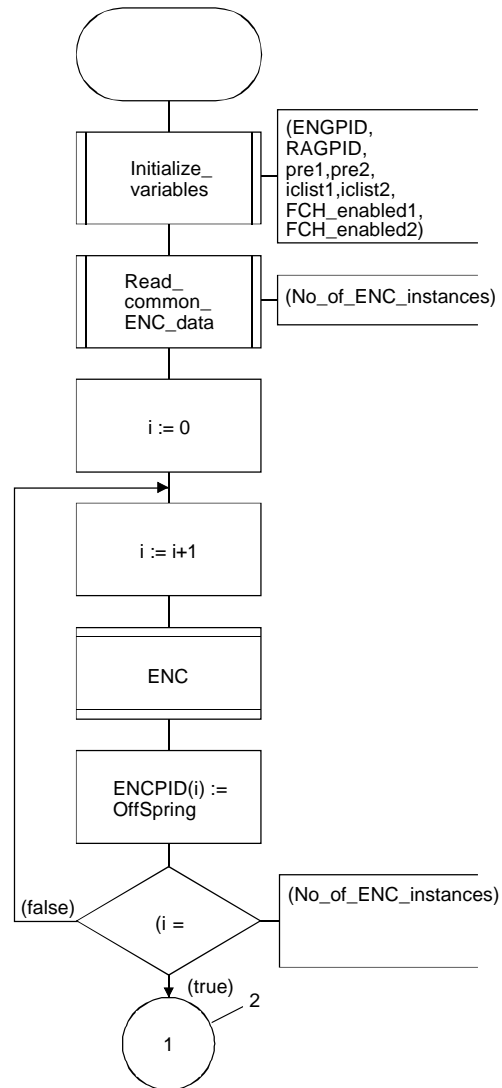 Initialize_
variables
(ENGPID,
RAGPID,
pre1,pre2,
iclist1,iclist2,
FCH_enabled1,
FCH_enabled2)
Read_
common_
ENC_data
(No_of_ENC_instances)
i := 0
i := i+1
ENC
ENCPID(i) :=
OffSpring
(i =
(No_of_ENC_instances)
(false)
(true)
2
1